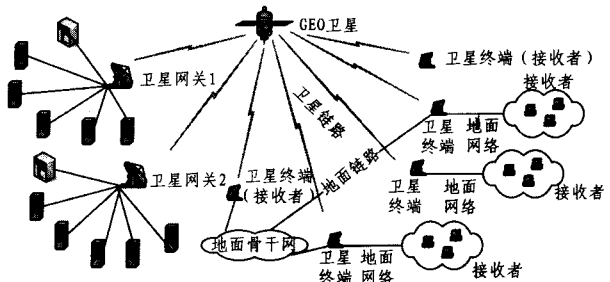 GEO卫星
卫星终端(接收者)
卫星网关1
接收者
卫星链路
卫星 地面
终端 网络
卫星网关2
卫星终端
(接收者)
地面链路
卫星 地面
终端 网络
接收者
地面骨干网
卫星 地面
终端 网络
接收者